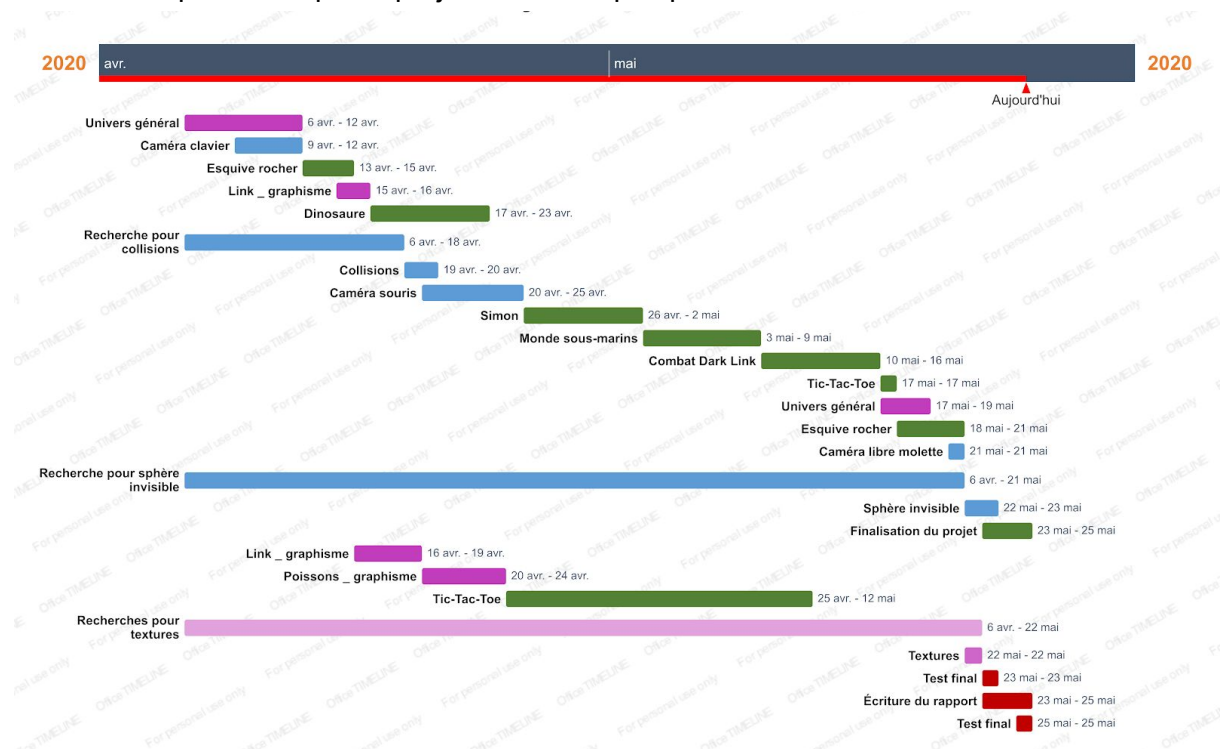 2020 avr. mai 2020
Aujourd'hui
Univers général 6 avr. - 12 avr.
Caméra clavier 9 avr. - 12 avr.
Esquive rocher 13 avr. - 15 avr.
Link _ graphisme 15 avr. - 16 avr.
Dinosaure 17 avr. - 23 avr.
Recherche pour
collisions 6 avr. - 18 avr.
Collisions 19 avr. - 20 avr.
Caméra souris 20 avr. - 25 avr.
Simon 26 avr. - 2 mai
Monde sous-marins 3 mai - 9 mai
Combat Dark Link 10 mai - 16 mai
Tic-Tac-Toe 17 mai - 17 mai
Univers général 17 mai - 19 mai
Esquive rocher 18 mai - 21 mai
Caméra libre molette 21 mai - 21 mai
Recherche pour sphère
invisible 6 avr. - 21 mai
Sphère invisible 22 mai - 23 mai
Finalisation du projet 23 mai - 25 mai
Link _ graphisme 16 avr. - 19 avr.
Poissons _ graphisme 20 avr. - 24 avr.
Tic-Tac-Toe 25 avr. - 12 mai
Recherches pour
textures 6 avr. - 22 mai
Textures 22 mai - 22 mai
Test final 23 mai - 23 mai
Écriture du rapport 23 mai - 25 mai
Test final 25 mai - 25 mai
For personal use only
Office TIMELINE